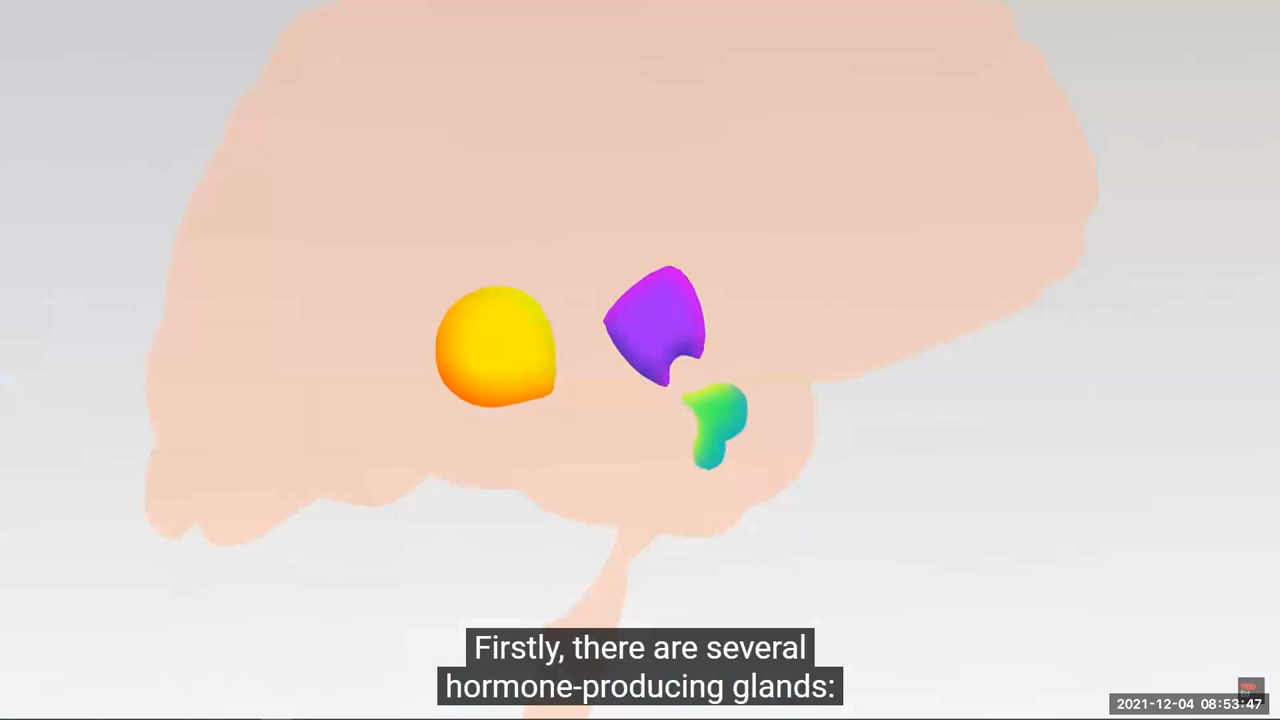 Firstly, there are several
hormone-producing glands:
2021-12-04 08:53:47